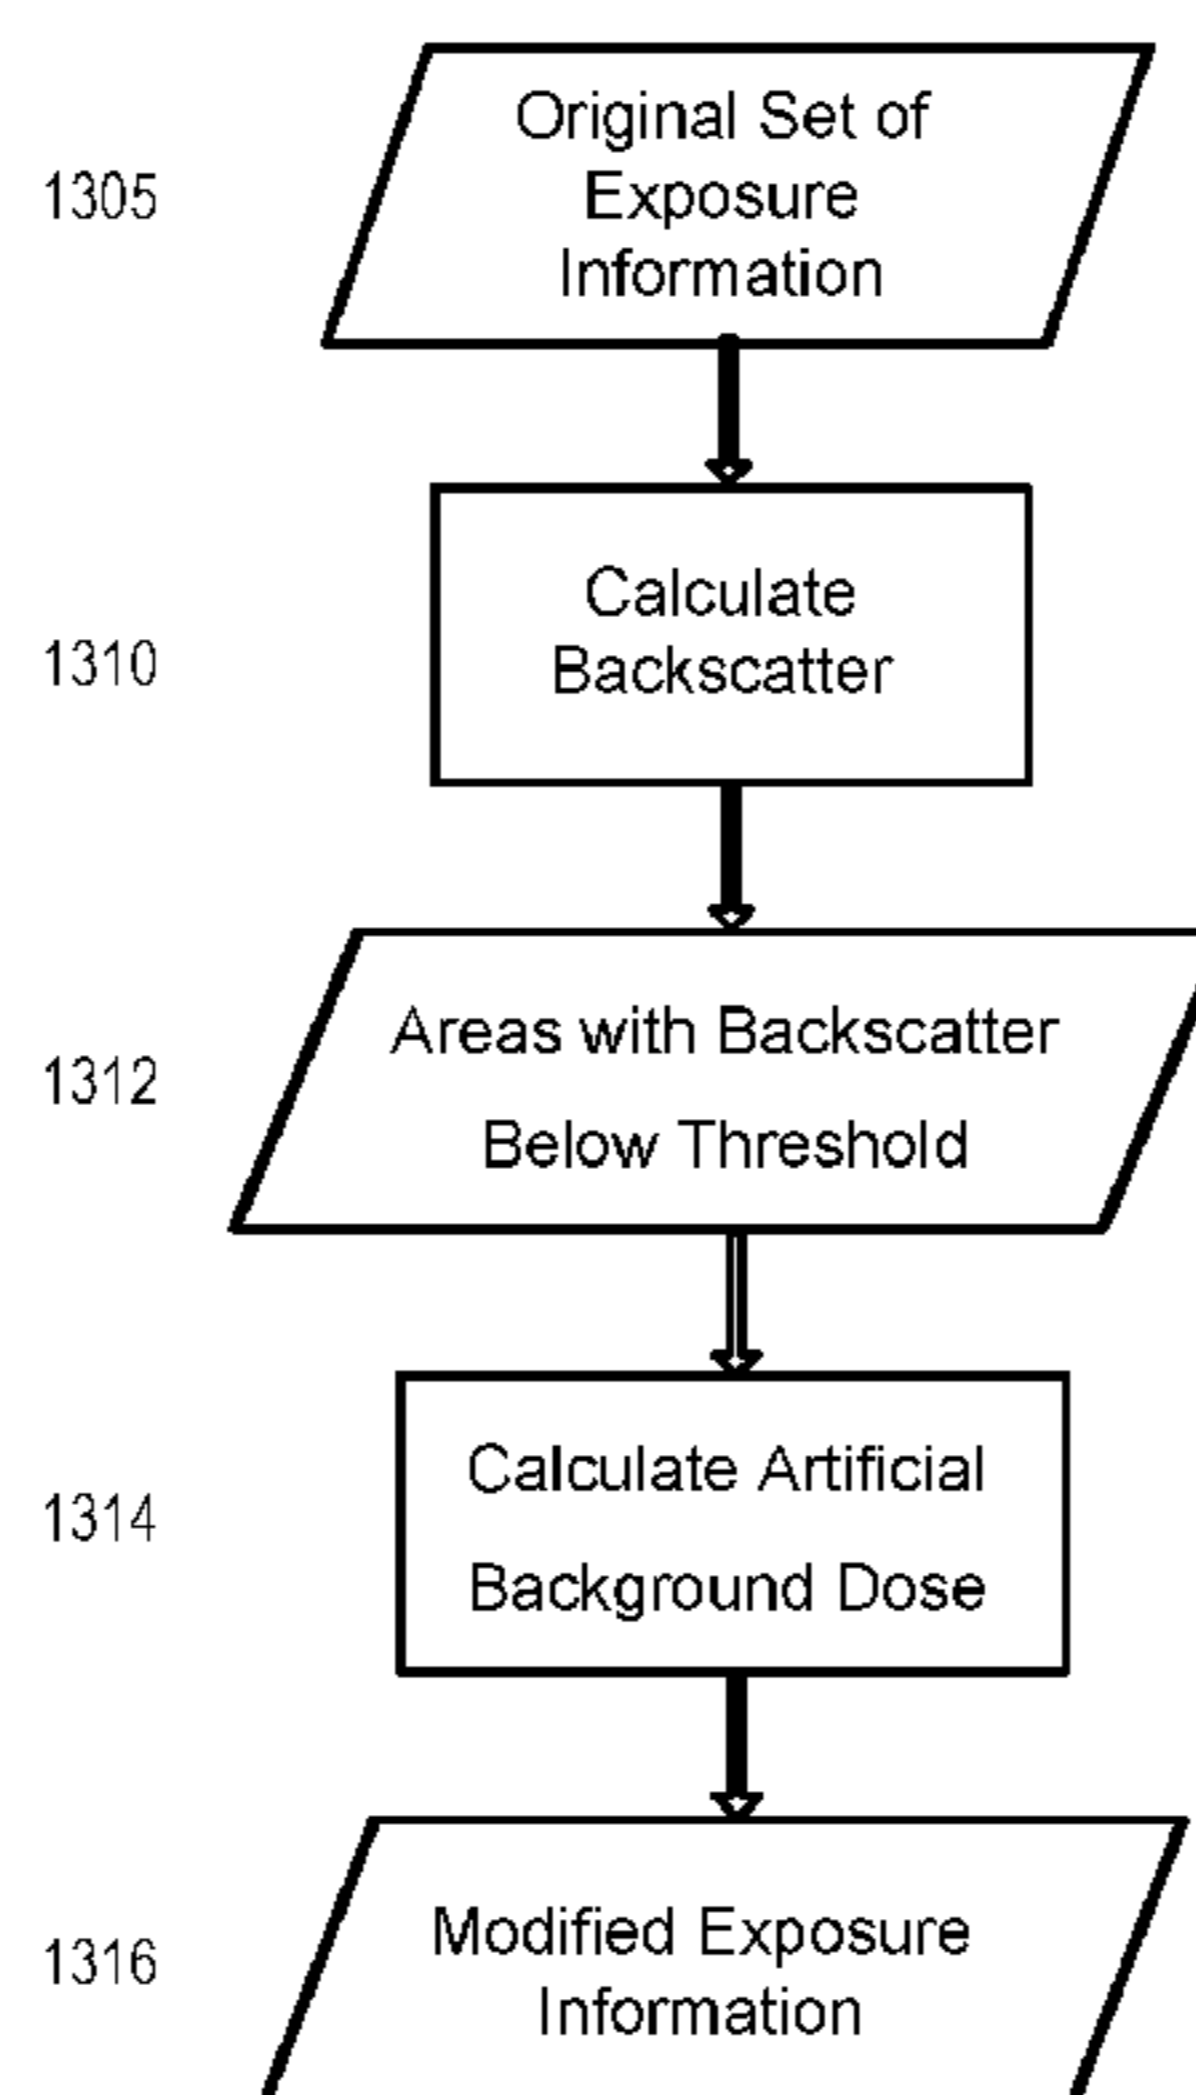 1305
Original Set of
Exposure
Information
1310
Calculate
Backscatter
1312
Areas with Backscatter
Below Threshold
1314
Calculate Artificial
Background Dose
1316
Modified Exposure
Information